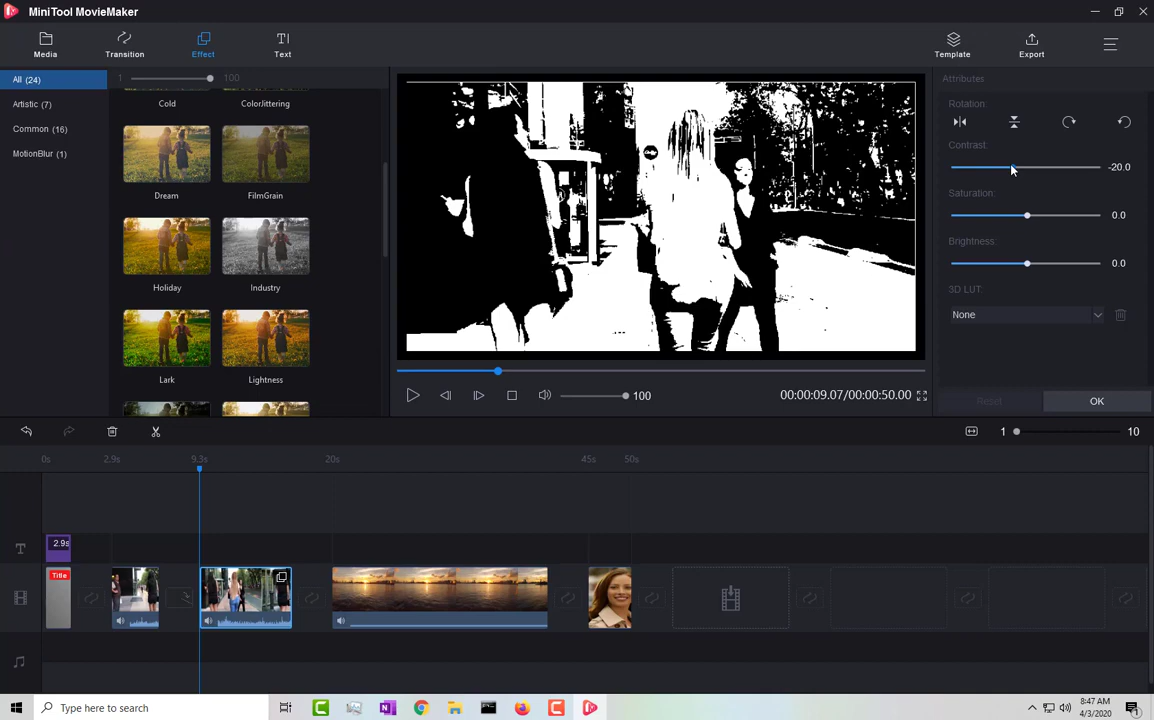 MiniTool MovieMaker
Media
Transition
Effect
Text
Template
Export
All (24)
Artistic (7)
Common (16)
MotionBlur (1)
1
100
Cold
ColorJittering
Dream
FilmGrain
Holiday
Industry
Lark
Lightness
Attributes
Rotation:
Contrast:
-20.0
Saturation:
0.0
Brightness:
0.0
3D LUT:
None
Reset
OK
100
00:00:09.07/00:00:50.00
1
10
0s
2.9s
9.3s
20s
45s
50s
2.9s
Title
Type here to search
8:47 AM
4/3/2020